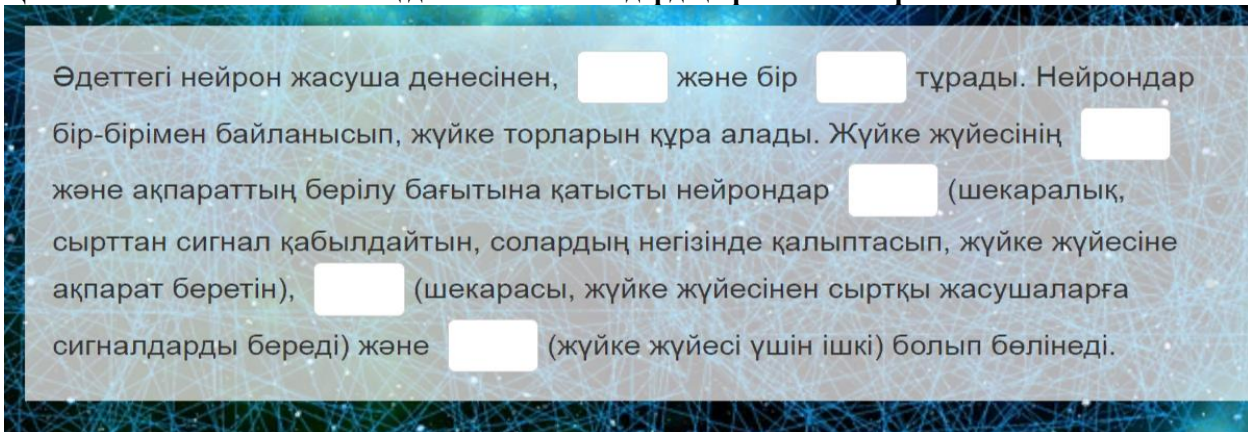 Әдеттегі нейрон жасуша денесінен, және бір тұрады. Нейрондар
бір-бірімен байланысып, жүйке торларын құра алады. Жүйке жүйесінің
және ақпараттың берілу бағытына қатысты нейрондар (шекаралық,
сырттан сигнал қабылдайтын, солардың негізінде қалыптасып, жүйке жүйесіне
ақпарат беретін), (шекарасы, жүйке жүйесінен сыртқы жасушаларға
сигналдарды береді) және (жүйке жүйесі үшін ішкі) болып бөлінеді.